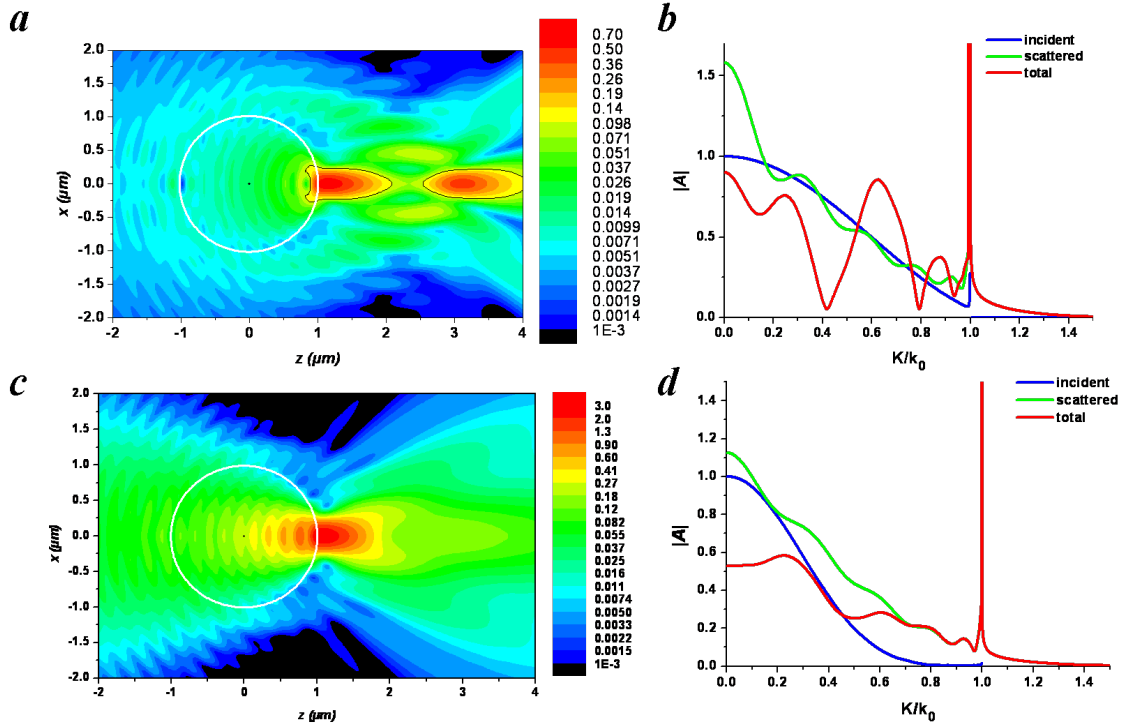 a
2.0
1.5
1.0
0.5
0.0
-0.5
-1.0
-1.5
-2.0
x (µm)
-2 -1 0 1 2 3 4
z (µm)
0.70
0.50
0.36
0.26
0.19
0.14
0.098
0.071
0.051
0.037
0.026
0.019
0.014
0.0099
0.0071
0.0051
0.0037
0.0027
0.0019
0.0014
1E-3
b
incident
scattered
total
1.5
1.0
0.5
0.0
|A|
0.0 0.2 0.4 0.6 0.8 1.0 1.2 1.4
K/k0
c
2.0
1.5
1.0
0.5
0.0
-0.5
-1.0
-1.5
-2.0
x (µm)
-2 -1 0 1 2 3 4
z (µm)
3.0
2.0
1.3
0.90
0.60
0.41
0.27
0.18
0.12
0.082
0.055
0.037
0.025
0.016
0.011
0.0074
0.0050
0.0033
0.0022
0.0015
1E-3
d
incident
scattered
total
1.4
1.2
1.0
0.8
0.6
0.4
0.2
0.0
|A|
0.0 0.2 0.4 0.6 0.8 1.0 1.2 1.4
K/k0